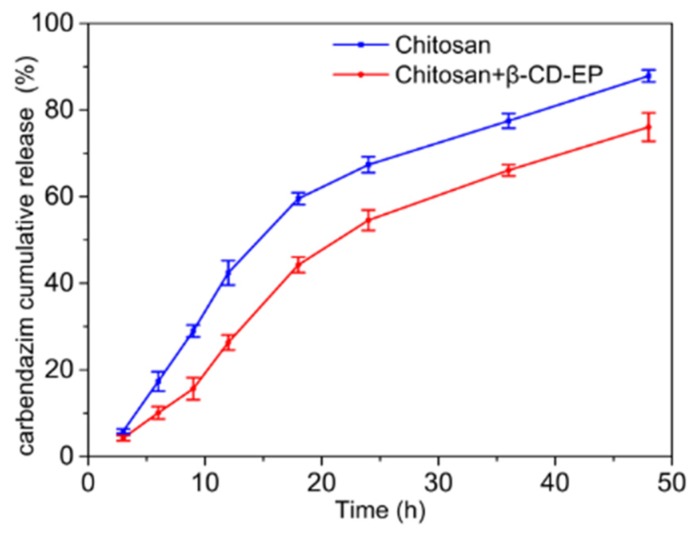 100
80
60
40
20
0
carbendazim cumulative release (%)
Chitosan
Chitosan+β-CD-EP
0 10 20 30 40 50
Time (h)